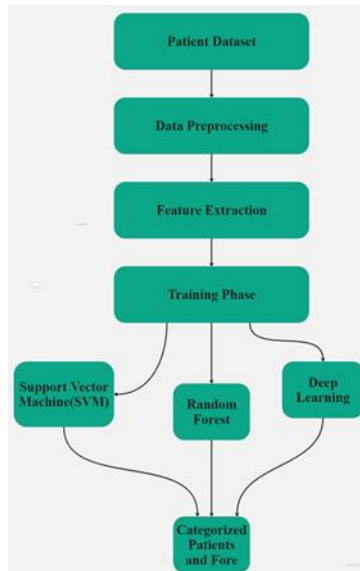 Patient Dataset
Data Preprocessing
Feature Extraction
Training Phase
Support Vector
Machine(SVM)
Random
Forest
Deep
Learning
Categorized
Patients
and Fore